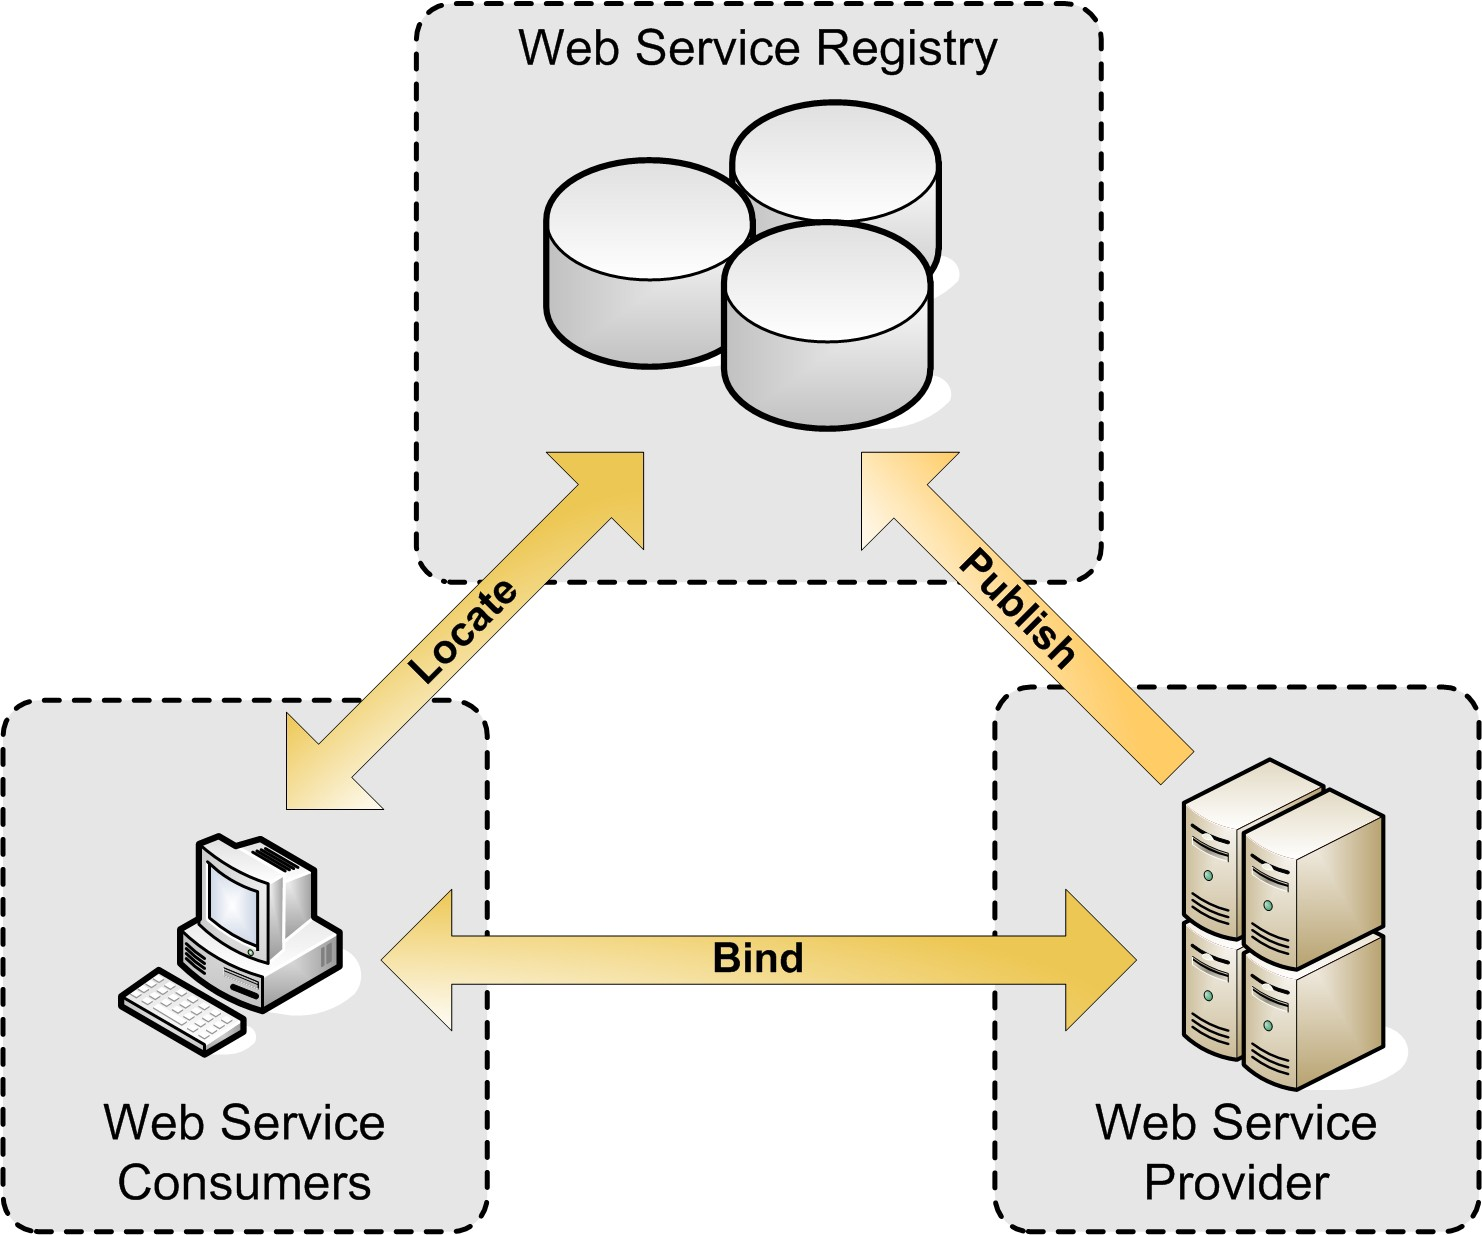 Web Service Registry
Locate
Publish
Bind
Web Service
Consumers
Web Service
Provider